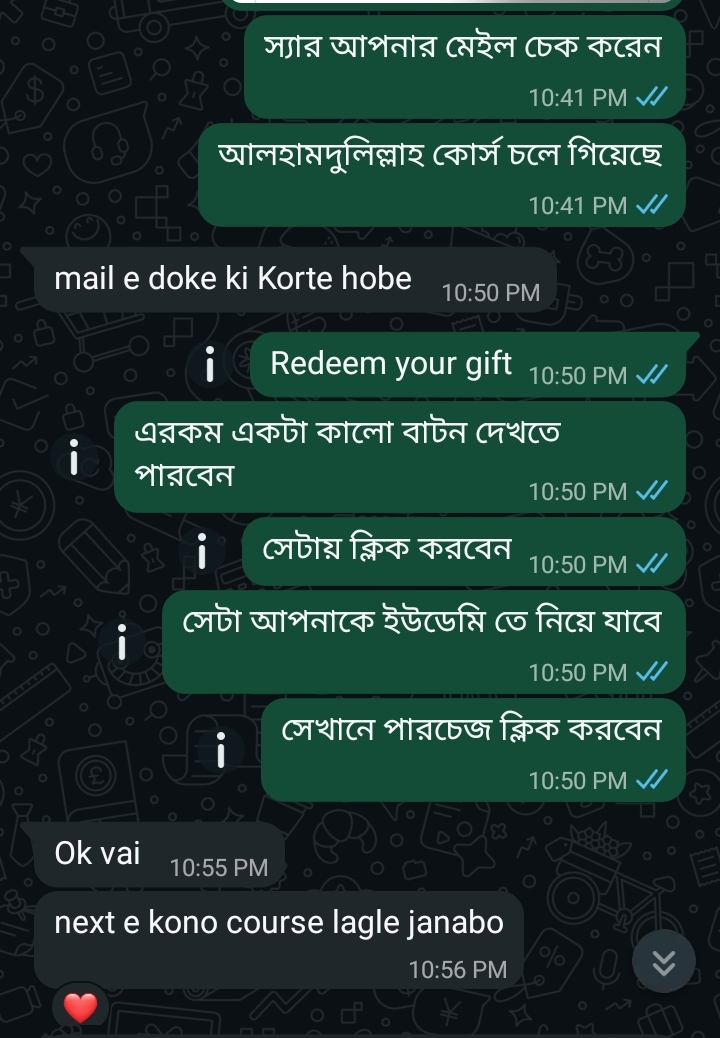 স্যার আপনার মেইল চেক করেন
10:41 PM
আলহামদুলিল্লাহ কোর্স চলে গিয়েছে
10:41 PM
mail e doke ki Korte hobe 10:50 PM
Redeem your gift 10:50 PM
এরকম একটা কালো বাটন দেখতে
পারবেন 10:50 PM
সেটায় ক্লিক করবেন 10:50 PM
সেটা আপনাকে ইউডেমি তে নিয়ে যাবে
10:50 PM
সেখানে পারচেজ ক্লিক করবেন
10:50 PM
Ok vai 10:55 PM
next e kono course lagle janabo
10:56 PM